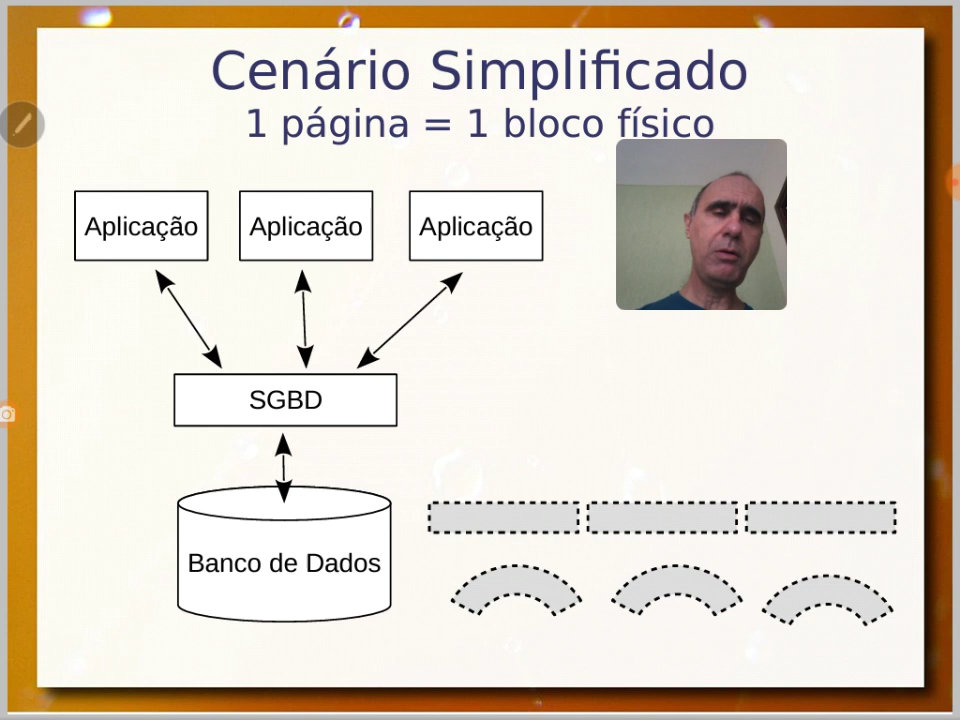 Cenário Simplificado
1 página = 1 bloco físico
Aplicação
Aplicação
Aplicação
SGBD
Banco de Dados